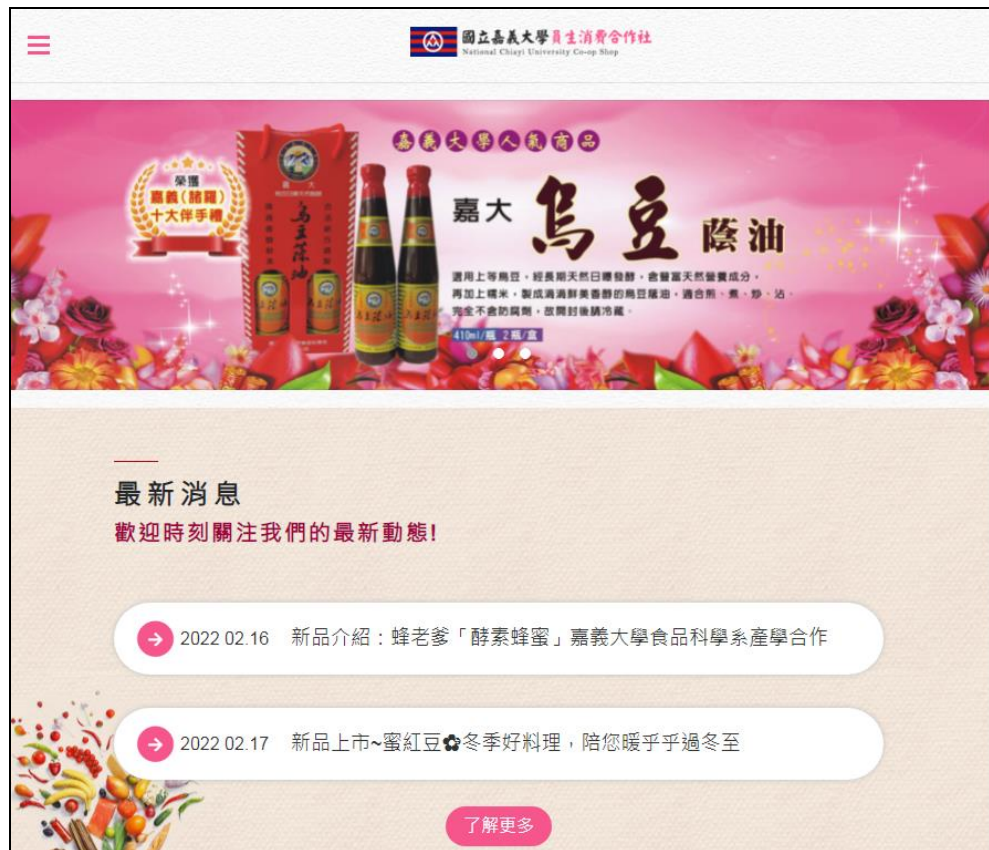 國立嘉義大學員生消費合作社
National Chiayi University Co-op Shop
嘉義大學人氣商品
榮獲
嘉義(諸羅)
十大伴手禮
嘉大
烏豆蔭油
嘉大 烏豆 蔭油
選用上等烏豆，經長期天然日曝發酵，含豐富天然營養成分，
再加上糯米，製成滴滴鮮美香醇的烏豆蔭油，適合煎、煮、炒、沾。
完全不含防腐劑，故開封後請冷藏。
410ml/瓶 2瓶/盒
最新消息
歡迎時刻關注我們的最新動態!
2022 02.16 新品介紹：蜂老爹「酵素蜂蜜」嘉義大學食品科學系產學合作
2022 02.17 新品上市~蜜紅豆✿冬季好料理，陪您暖乎乎過冬至
了解更多